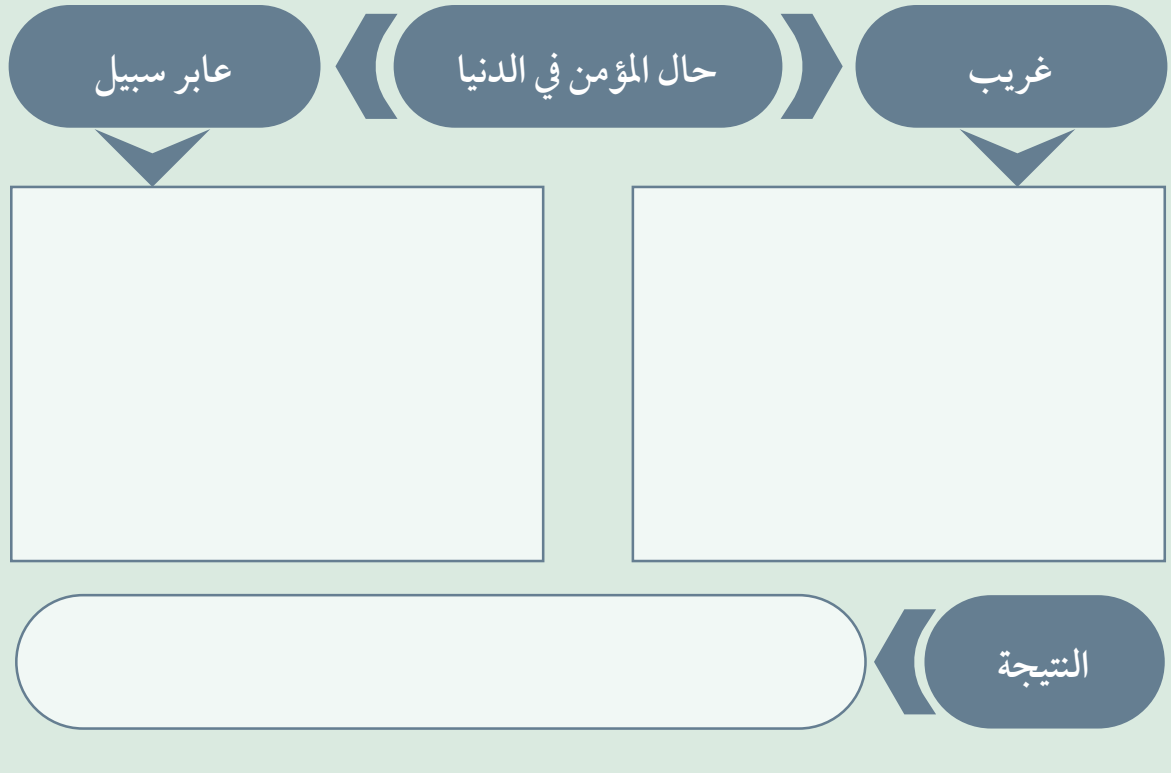 غريب
حال المؤمن في الدنيا
عابر سبيل
النتيجة